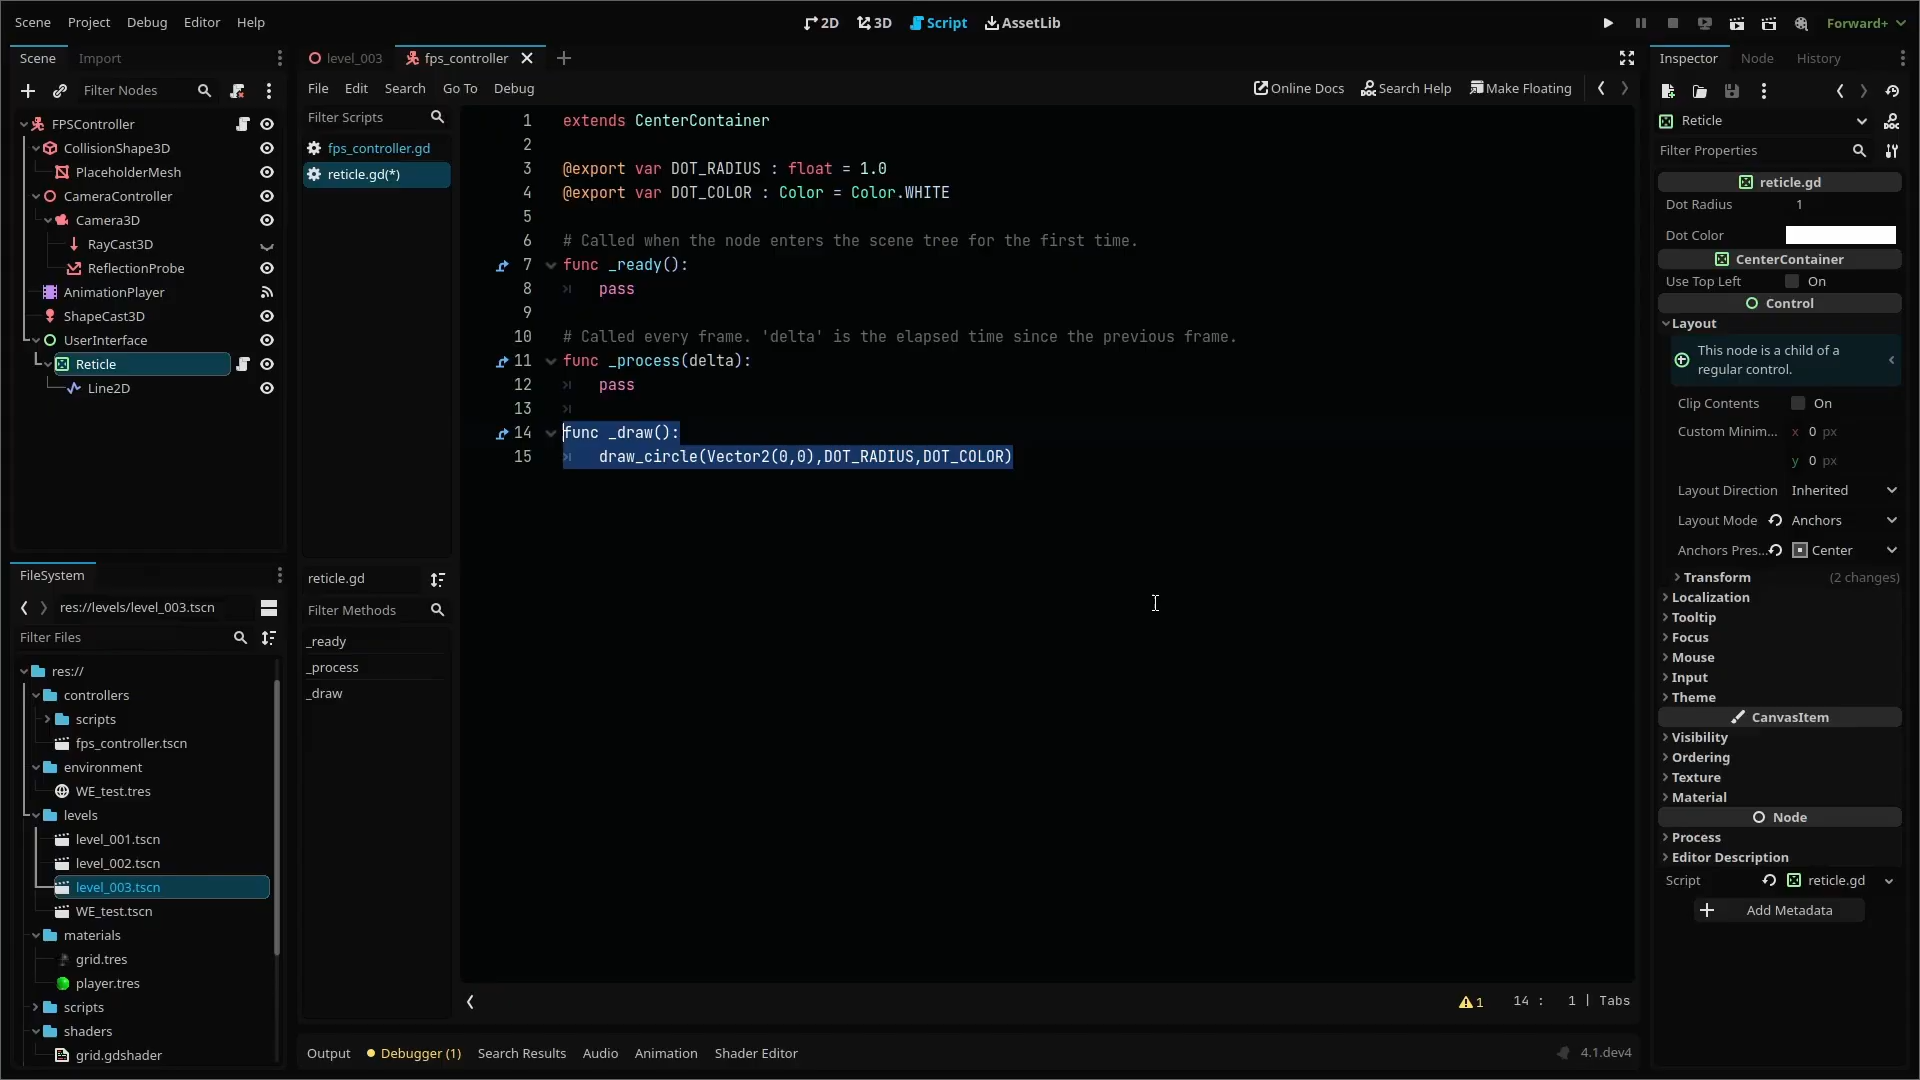 Scene Project Debug Editor Help
2D 3D Script AssetLib
Forward+
Scene Import
Filter Nodes
FPSController
CollisionShape3D
PlaceholderMesh
CameraController
Camera3D
RayCast3D
ReflectionProbe
AnimationPlayer
ShapeCast3D
UserInterface
Reticle
Line2D
FileSystem
res://levels/level_003.tscn
Filter Files
res://
controllers
scripts
fps_controller.tscn
environment
WE_test.tres
levels
level_001.tscn
level_002.tscn
level_003.tscn
WE_test.tscn
materials
grid.tres
player.tres
scripts
shaders
grid.gdshader
level_003 fps_controller
File Edit Search Go To Debug
Online Docs Search Help Make Floating
Filter Scripts
fps_controller.gd
reticle.gd(*)
reticle.gd
Filter Methods
_ready
_process
_draw
1 extends CenterContainer
2
3 @export var DOT_RADIUS : float = 1.0
4 @export var DOT_COLOR : Color = Color.WHITE
5
6 # Called when the node enters the scene tree for the first time.
7 func _ready():
8 pass
9
10 # Called every frame. 'delta' is the elapsed time since the previous frame.
11 func _process(delta):
12 pass
13
14 func _draw():
15 draw_circle(Vector2(0,0),DOT_RADIUS,DOT_COLOR)
1 14 : 1 | Tabs
Output Debugger (1) Search Results Audio Animation Shader Editor
4.1.dev4
Inspector Node History
Reticle
Filter Properties
reticle.gd
Dot Radius 1
Dot Color
CenterContainer
Use Top Left On
Control
Layout
This node is a child of a
regular control.
Clip Contents On
Custom Minim... x 0 px
y 0 px
Layout Direction Inherited
Layout Mode Anchors
Anchors Pres... Center
Transform (2 changes)
Localization
Tooltip
Focus
Mouse
Input
Theme
CanvasItem
Visibility
Ordering
Texture
Material
Node
Process
Editor Description
Script reticle.gd
Add Metadata